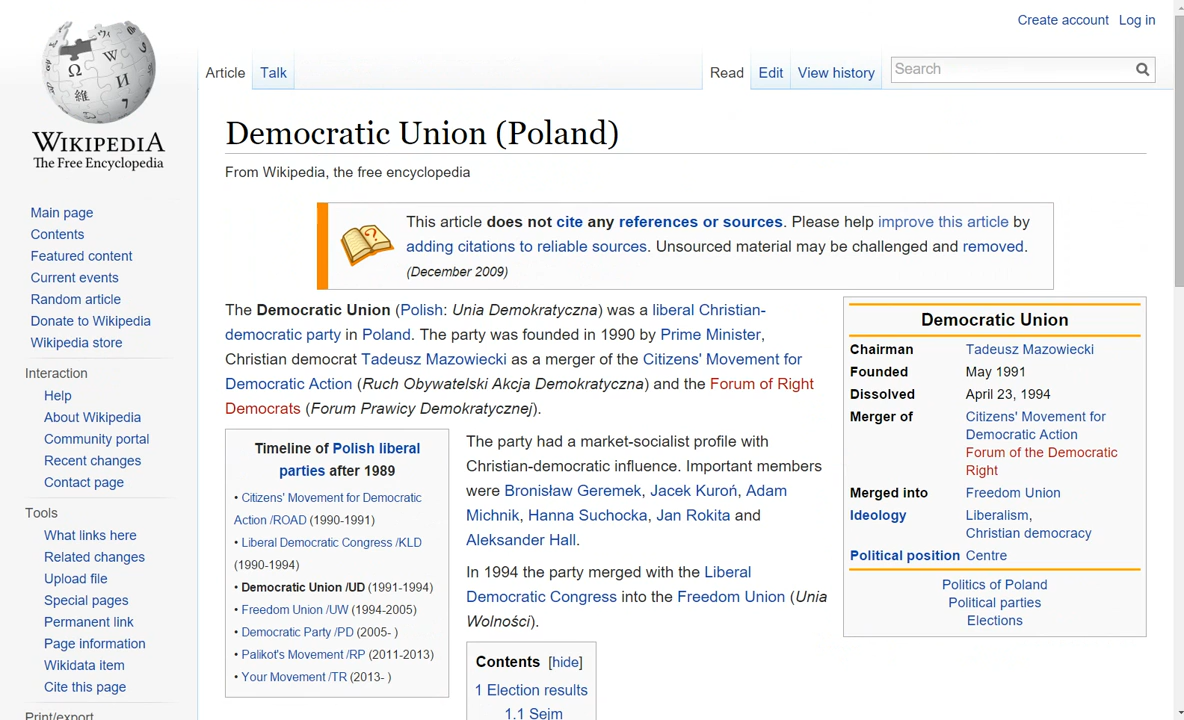 Create account Log in
Article Talk Read Edit View history Search
WIKIPEDIA
The Free Encyclopedia
Main page
Contents
Featured content
Current events
Random article
Donate to Wikipedia
Wikipedia store
Interaction
Help
About Wikipedia
Community portal
Recent changes
Contact page
Tools
What links here
Related changes
Upload file
Special pages
Permanent link
Page information
Wikidata item
Cite this page
Print/export
Democratic Union (Poland)
From Wikipedia, the free encyclopedia
This article does not cite any references or sources. Please help improve this article by
adding citations to reliable sources. Unsourced material may be challenged and removed.
(December 2009)
The Democratic Union (Polish: Unia Demokratyczna) was a liberal Christian-
democratic party in Poland. The party was founded in 1990 by Prime Minister,
Christian democrat Tadeusz Mazowiecki as a merger of the Citizens' Movement for
Democratic Action (Ruch Obywatelski Akcja Demokratyczna) and the Forum of Right
Democrats (Forum Prawicy Demokratycznej).
Timeline of Polish liberal
parties after 1989
• Citizens' Movement for Democratic
Action /ROAD (1990-1991)
• Liberal Democratic Congress /KLD
(1990-1994)
• Democratic Union /UD (1991-1994)
• Freedom Union /UW (1994-2005)
• Democratic Party /PD (2005- )
• Palikot's Movement /RP (2011-2013)
• Your Movement /TR (2013- )
The party had a market-socialist profile with
Christian-democratic influence. Important members
were Bronisław Geremek, Jacek Kuroń, Adam
Michnik, Hanna Suchocka, Jan Rokita and
Aleksander Hall.
In 1994 the party merged with the Liberal
Democratic Congress into the Freedom Union (Unia
Wolności).
Contents [hide]
1 Election results
1.1 Sejm
Democratic Union
Chairman Tadeusz Mazowiecki
Founded May 1991
Dissolved April 23, 1994
Merger of Citizens' Movement for
Democratic Action
Forum of the Democratic
Right
Merged into Freedom Union
Ideology Liberalism,
Christian democracy
Political position Centre
Politics of Poland
Political parties
Elections